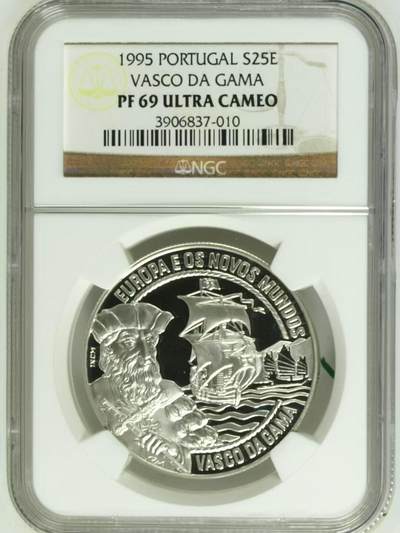 1995 PORTUGAL S25E
VASCO DA GAMA
PF 69 ULTRA CAMEO
3906837-010
NGC
EUROPA E OS NOVOS MUNDOS
INCM
VASCO DA GAMA